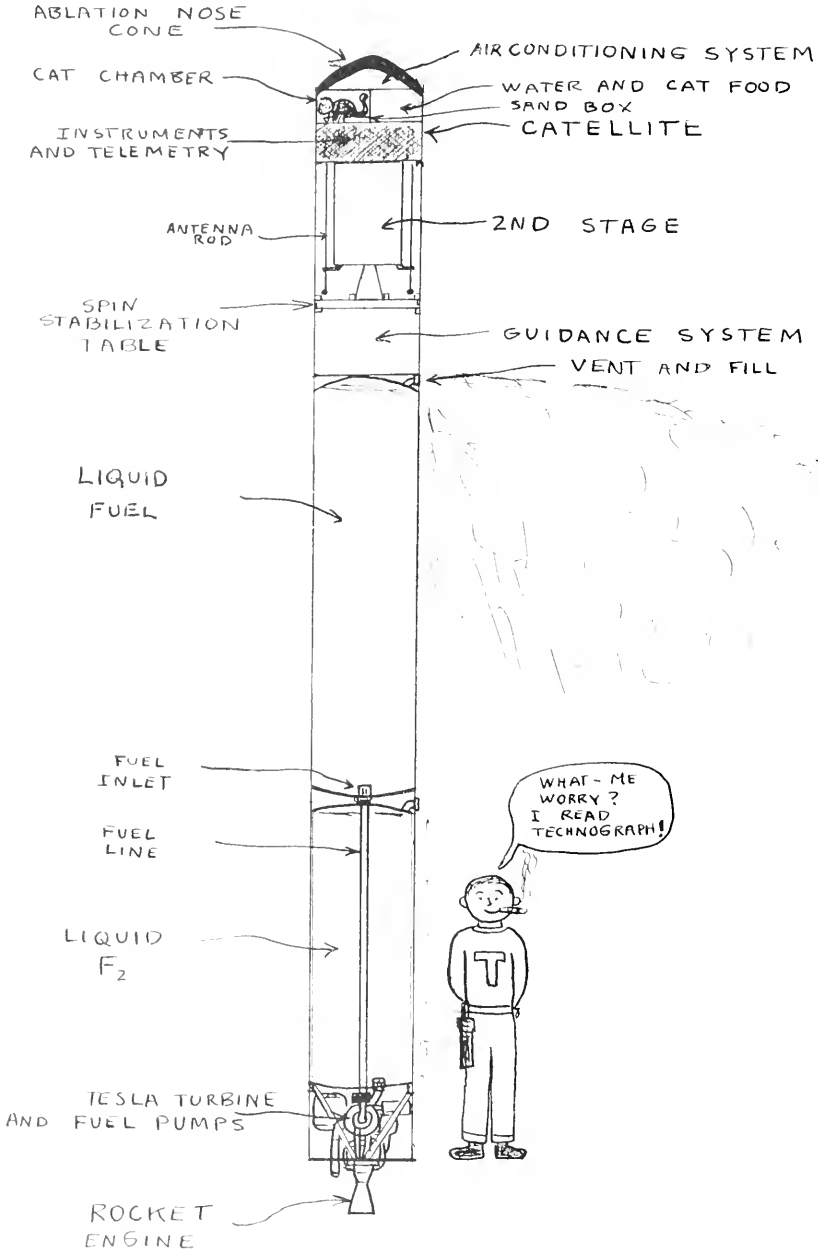 ABLATION NOSE
CONE
AIR CONDITIONING SYSTEM
CAT CHAMBER
WATER AND CAT FOOD
SAND BOX
CATELLITE
INSTRUMENTS
AND TELEMETRY
2ND STAGE
ANTENNA
ROD
SPIN
STABILIZATION
TABLE
GUIDANCE SYSTEM
VENT AND FILL
LIQUID
FUEL
FUEL
INLET
WHAT - ME
WORRY?
I READ
TECHNOGRAPH!
FUEL
LINE
LIQUID
F₂
T
TESLA TURBINE
AND FUEL PUMPS
ROCKET
ENGINE